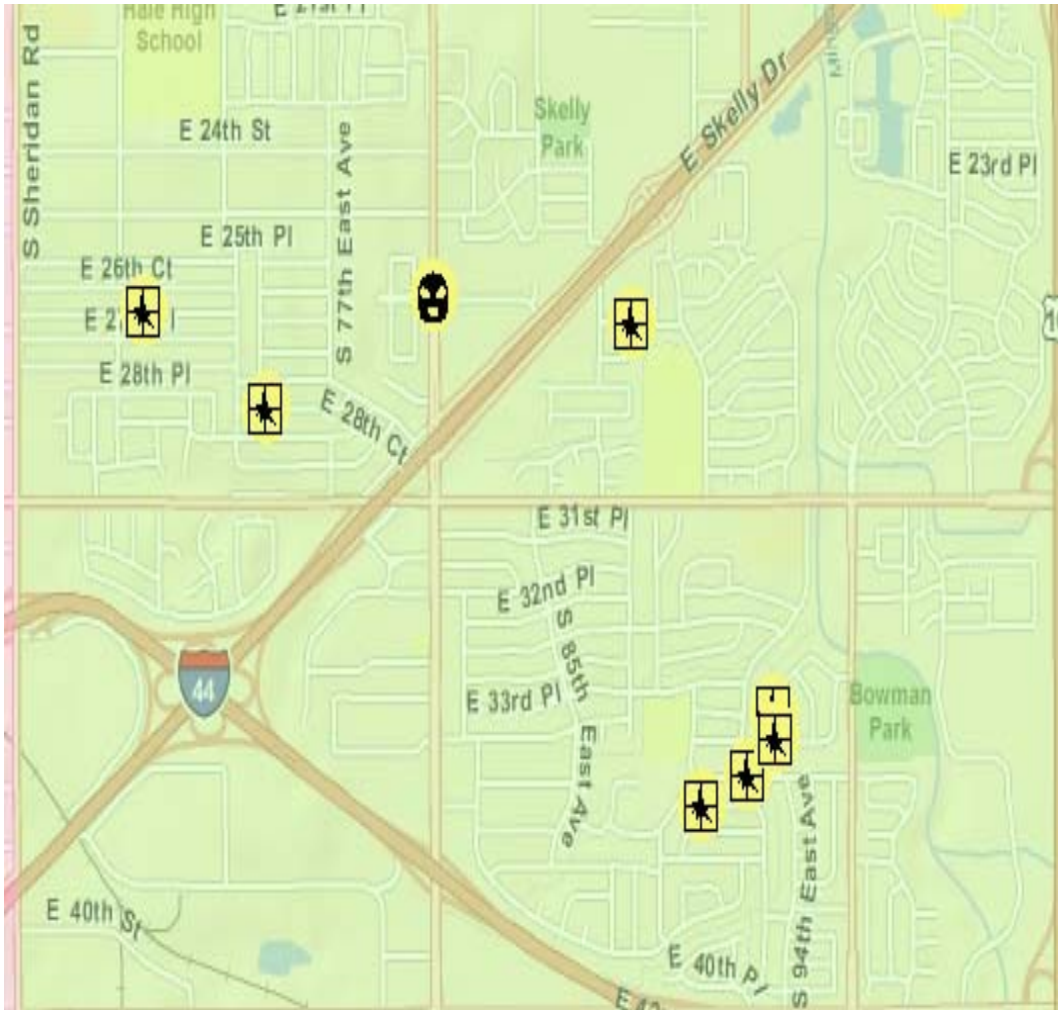 Hale High
School
E 21st Pl
S Sheridan Rd
E 24th St
S 77th East Ave
Skelly
Park
E Skelly Dr
E 23rd Pl
E 25th Pl
E 26th Ct
E 28th Pl
E 28th Ct
E 31st Pl
E 32nd Pl
S 85th East Ave
E 33rd Pl
44
Bowman
Park
S 94th East Ave
E 40th St
E 40th Pl